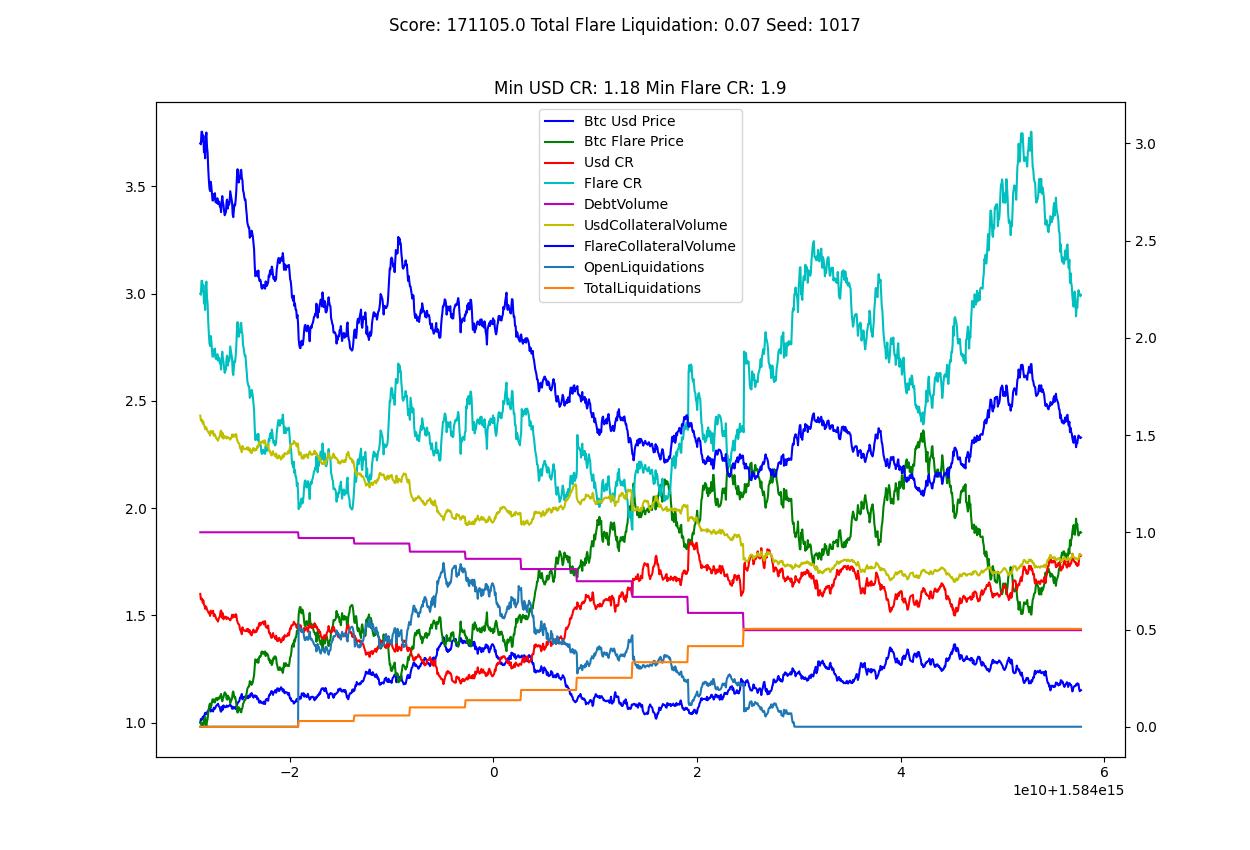 Score: 171105.0 Total Flare Liquidation: 0.07 Seed: 1017
Min USD CR: 1.18 Min Flare CR: 1.9
Btc Usd Price
Btc Flare Price
Usd CR
Flare CR
DebtVolume
UsdCollateralVolume
FlareCollateralVolume
OpenLiquidations
TotalLiquidations
3.5
3.0
2.5
2.0
1.5
1.0
3.0
2.5
2.0
1.5
1.0
0.5
0.0
−2 0 2 4 6
1e10+1.584e15